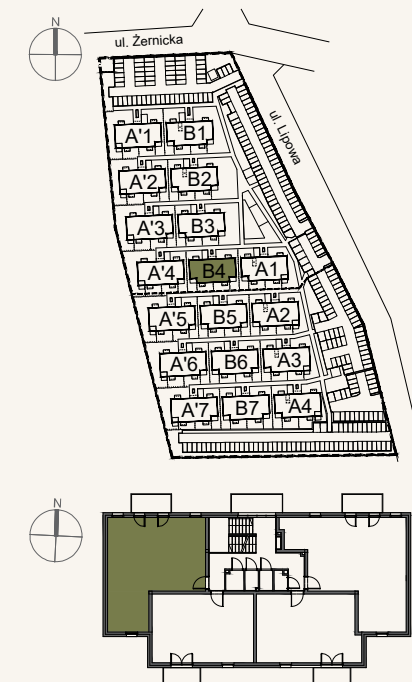 N
ul. Żernicka
ul. Lipowa
A'1 B1
A'2 B2
A'3 B3
A'4 B4 A1
A'5 B5 A2
A'6 B6 A3
A'7 B7 A4
N